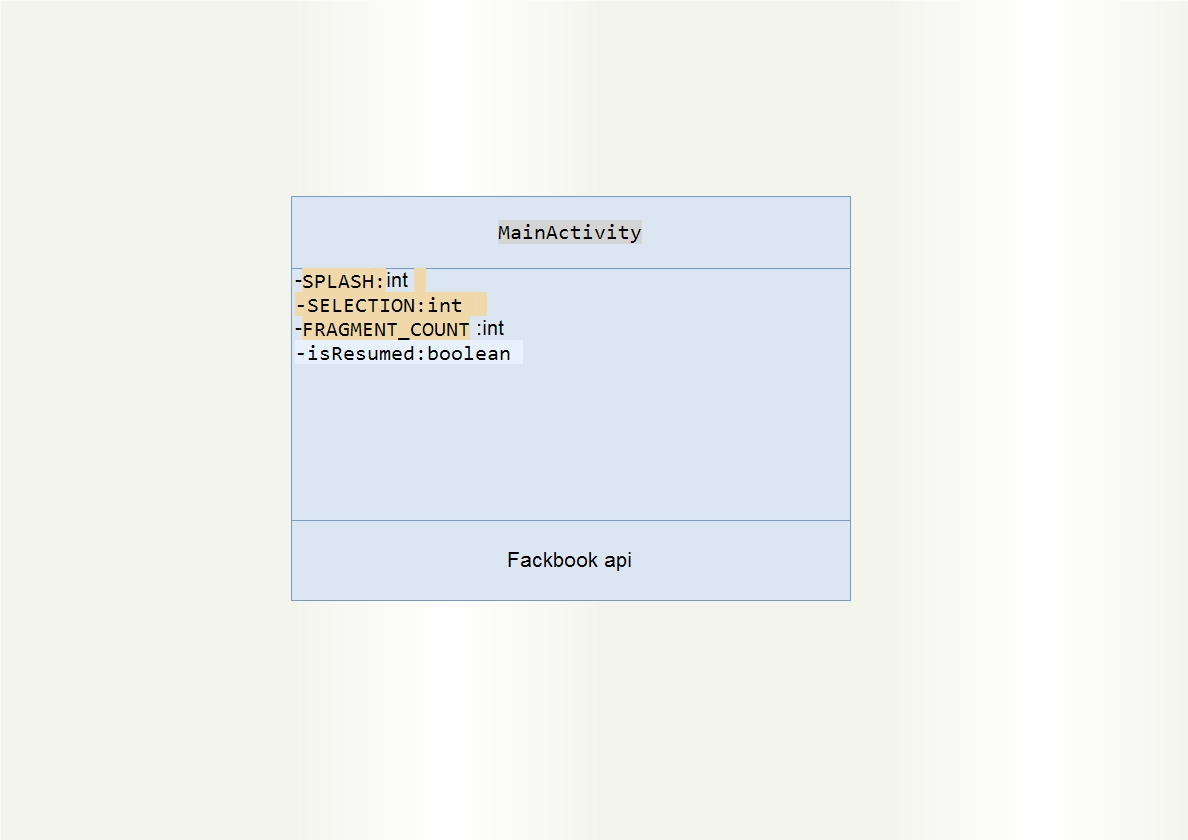 MainActivity
-SPLASH:int
-SELECTION:int
-FRAGMENT_COUNT :int
-isResumed:boolean
Fackbook api